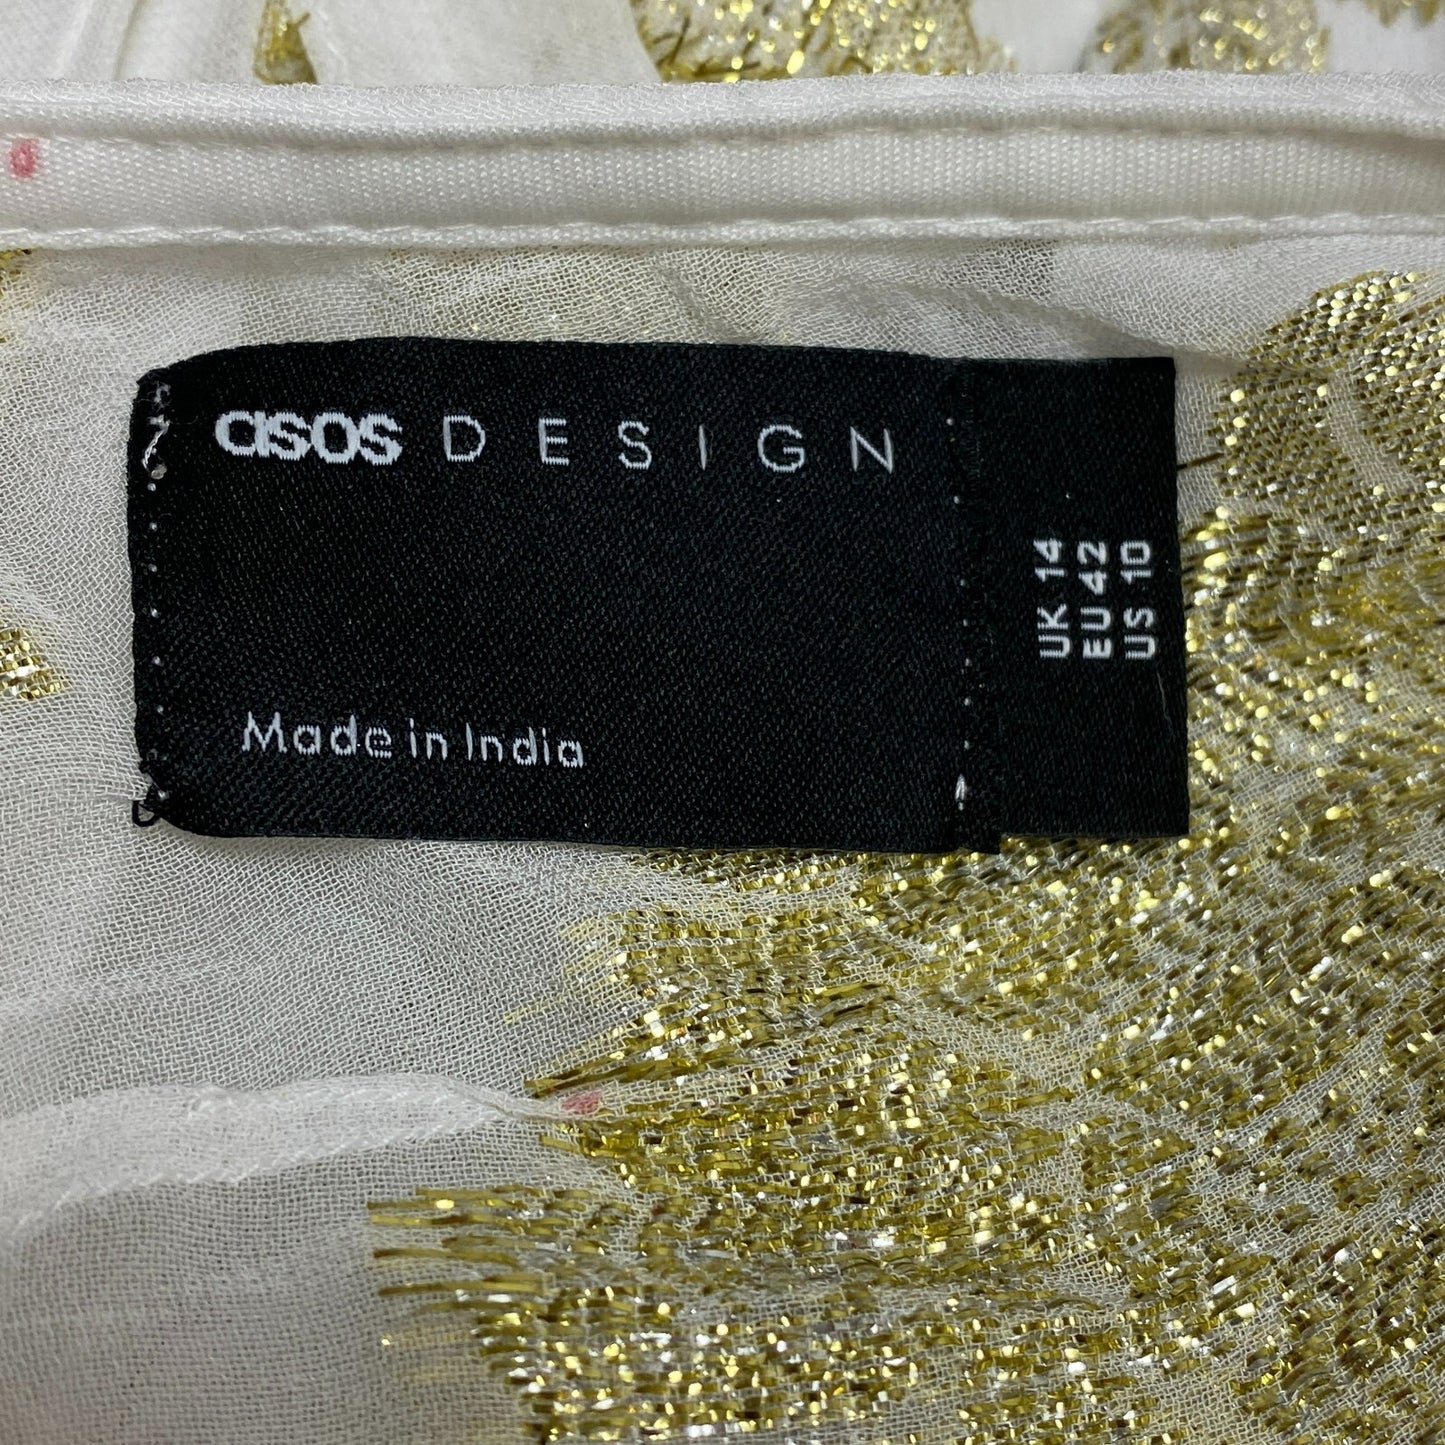 asos DESIGN
Made in India
UK 14
EU 42
US 10